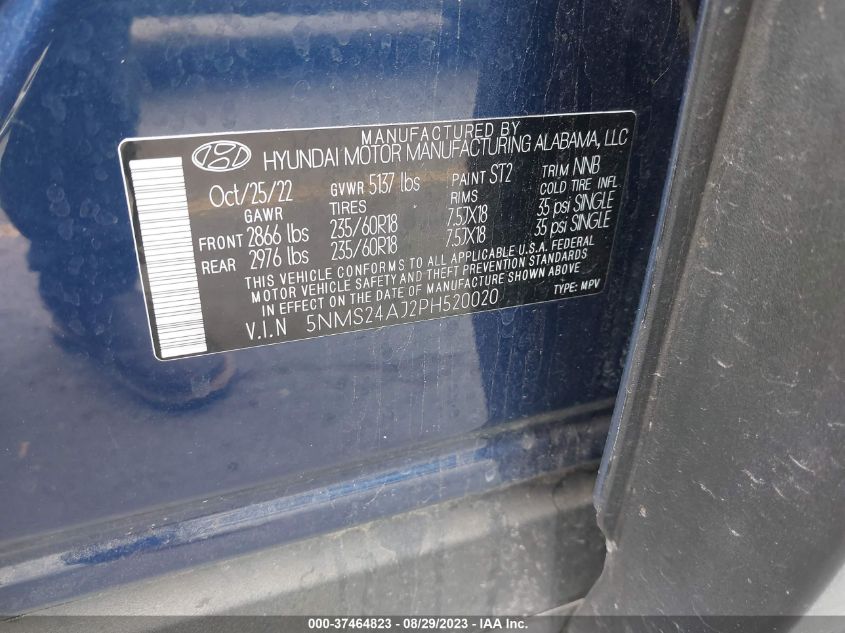 MANUFACTURED BY
HYUNDAI MOTOR MANUFACTURING ALABAMA, LLC
Oct/25/22 GVWR 5137 lbs PAINT ST2 TRIM NNB
GAWR TIRES RIMS COLD TIRE INFL
FRONT 2866 lbs 235/60R18 7.5JX18 35 psi SINGLE
REAR 2976 lbs 235/60R18 7.5JX18 35 psi SINGLE
THIS VEHICLE CONFORMS TO ALL APPLICABLE U.S.A. FEDERAL
MOTOR VEHICLE SAFETY AND THEFT PREVENTION STANDARDS
IN EFFECT ON THE DATE OF MANUFACTURE SHOWN ABOVE
V.I.N 5NMS24AJ2PH520020 TYPE: MPV
000-37464823 - 08/29/2023 - Copyright © IAA, Inc.